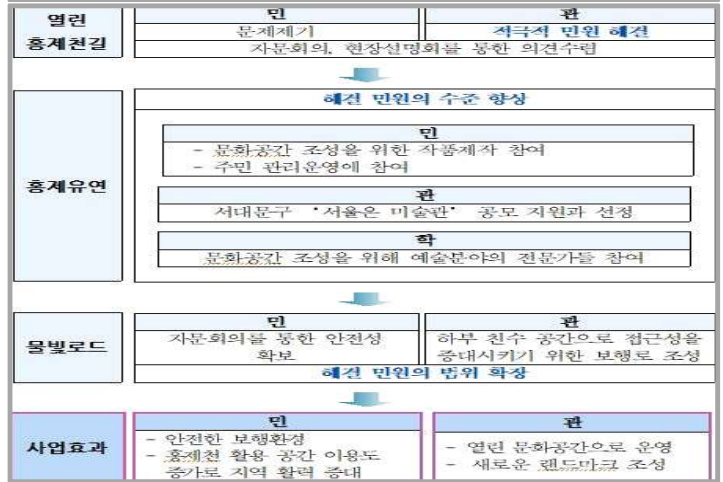 열린
홍제천길
민
관
문제제기
적극적 민원 해결
자문회의, 현장설명회를 통한 의견수렴
홍제유연
해결 민원의 수준 향상
민
- 문화공간 조성을 위한 작품제작 참여
- 주민 관리운영에 참여
관
서대문구 '서울은 미술관' 공모 지원과 선정
학
문화공간 조성을 위해 예술분야의 전문가들 참여
물빛로드
민
관
자문회의를 통한 안전성
확보
하부 친수 공간으로 접근성을
증대시키기 위한 보행로 조성
해결 민원의 범위 확장
사업효과
민
관
- 안전한 보행환경
- 홍제천 활용 공간 이용도
증가로 지역 활력 증대
- 열린 문화공간으로 운영
- 새로운 랜드마크 조성